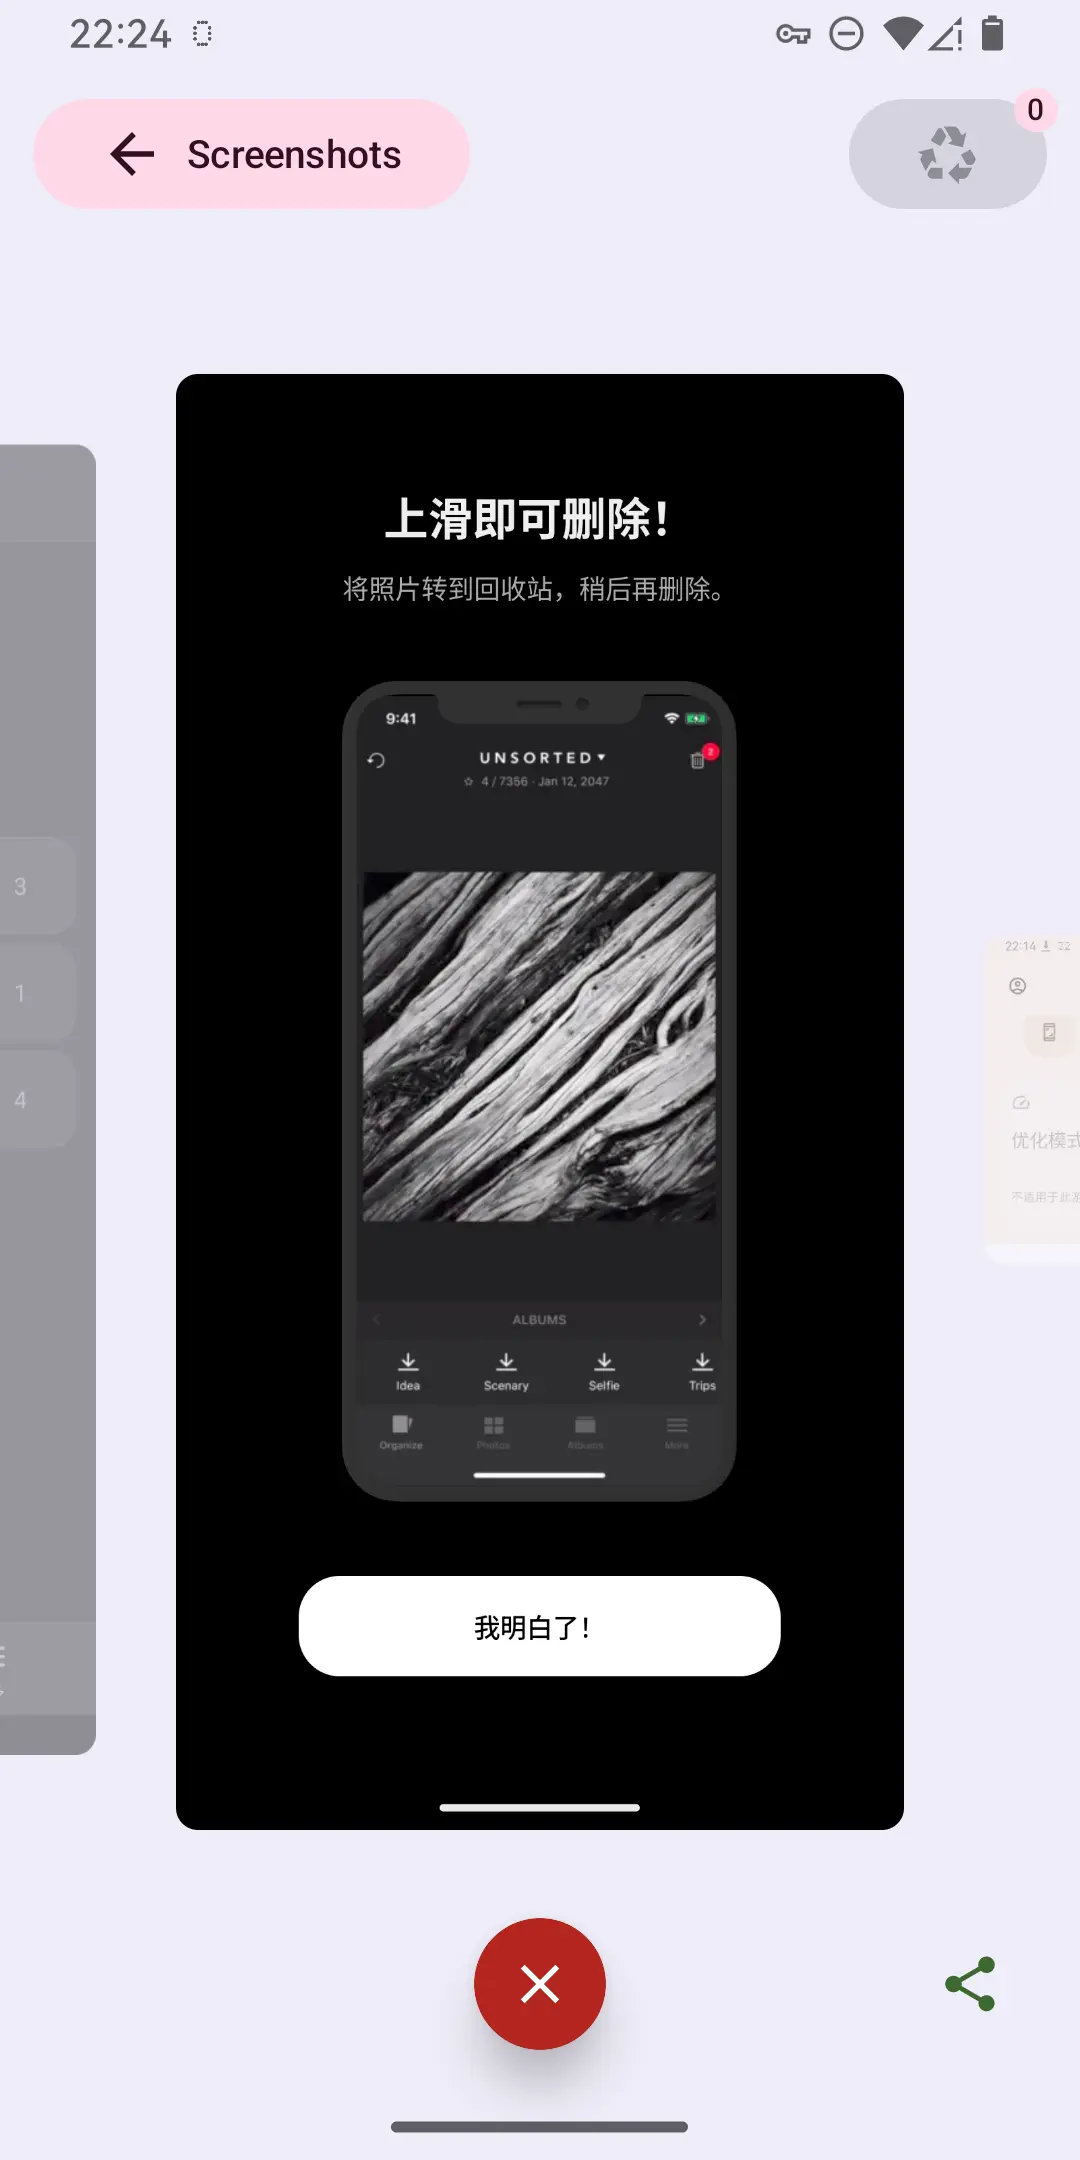 22:24
Screenshots
0
上滑即可删除！
将照片转到回收站，稍后再删除。
9:41
UNSORTED
2
4 / 7356 · Jan 12, 2047
3
1
4
22:14
优化模式
不适用于此
ALBUMS
Idea
Scenary
Selfie
Trips
Organize
Photos
Albums
More
我明白了！